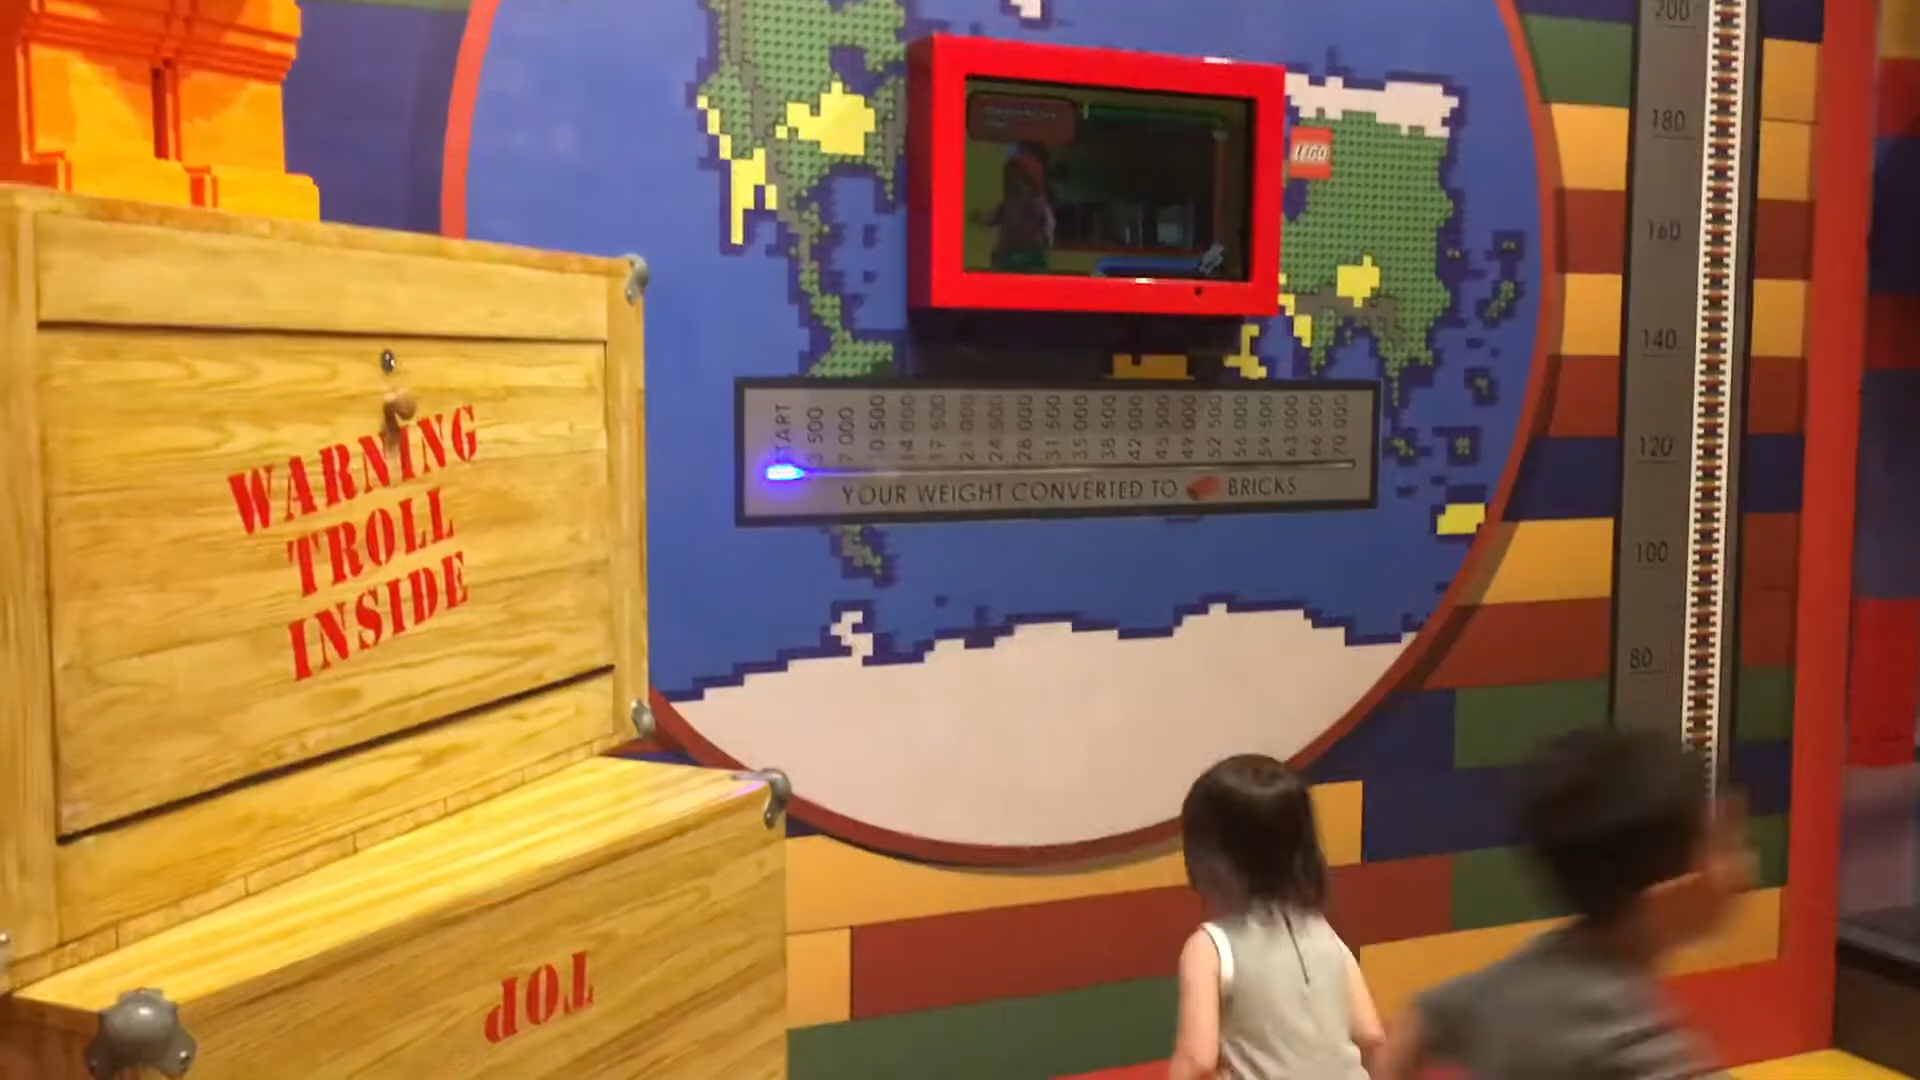 WARNING
TROLL
INSIDE
TOP
LEGO
START 3 500 7 000 10 500 14 000 17 500 21 000 24 500 28 000 31 500 35 000 38 500 42 000 45 500 49 000 52 500 56 000 59 500 63 000 66 500 70 000
YOUR WEIGHT CONVERTED TO BRICKS
200
180
160
140
120
100
80